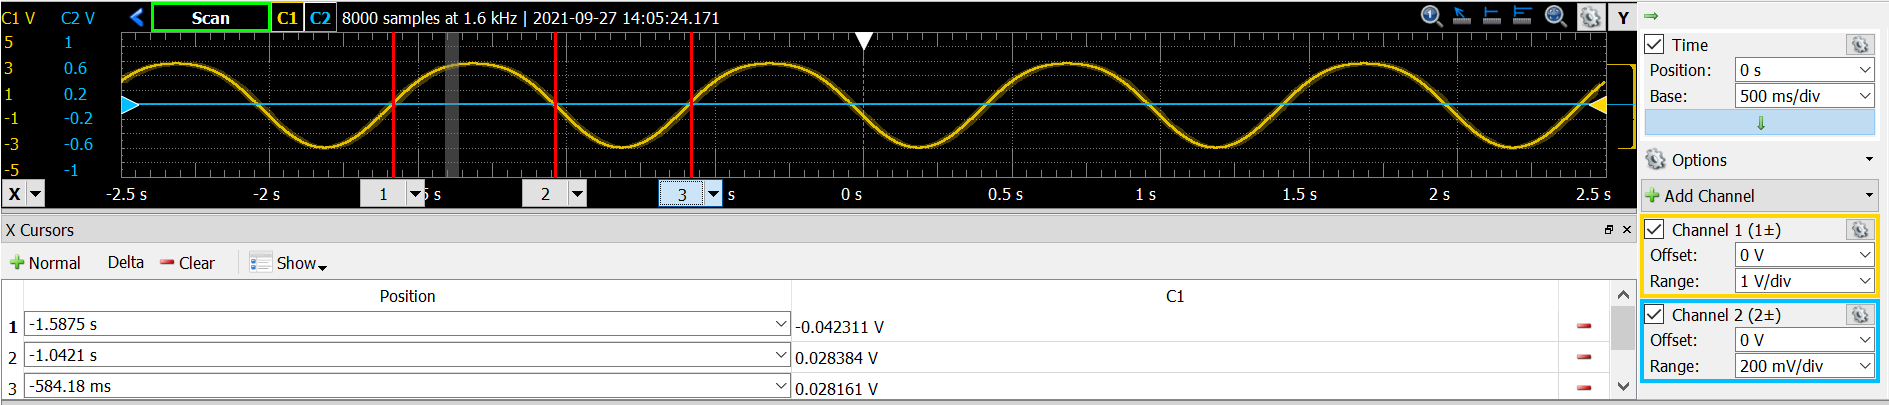 C1 V C2 V Scan C1 C2 8000 samples at 1.6 kHz | 2021-09-27 14:05:24.171 Y
5 1
3 0.6
1 0.2
-1 -0.2
-3 -0.6
-5 -1
X -2.5 s -2 s 1 5 s 2 3 s 0 s 0.5 s 1 s 1.5 s 2 s 2.5 s
Time
Position: 0 s
Base: 500 ms/div
Options
Add Channel
Channel 1 (1±)
Offset: 0 V
Range: 1 V/div
Channel 2 (2±)
Offset: 0 V
Range: 200 mV/div
X Cursors
Normal Delta Clear Show
Position C1
1 -1.5875 s -0.042311 V
2 -1.0421 s 0.028384 V
3 -584.18 ms 0.028161 V